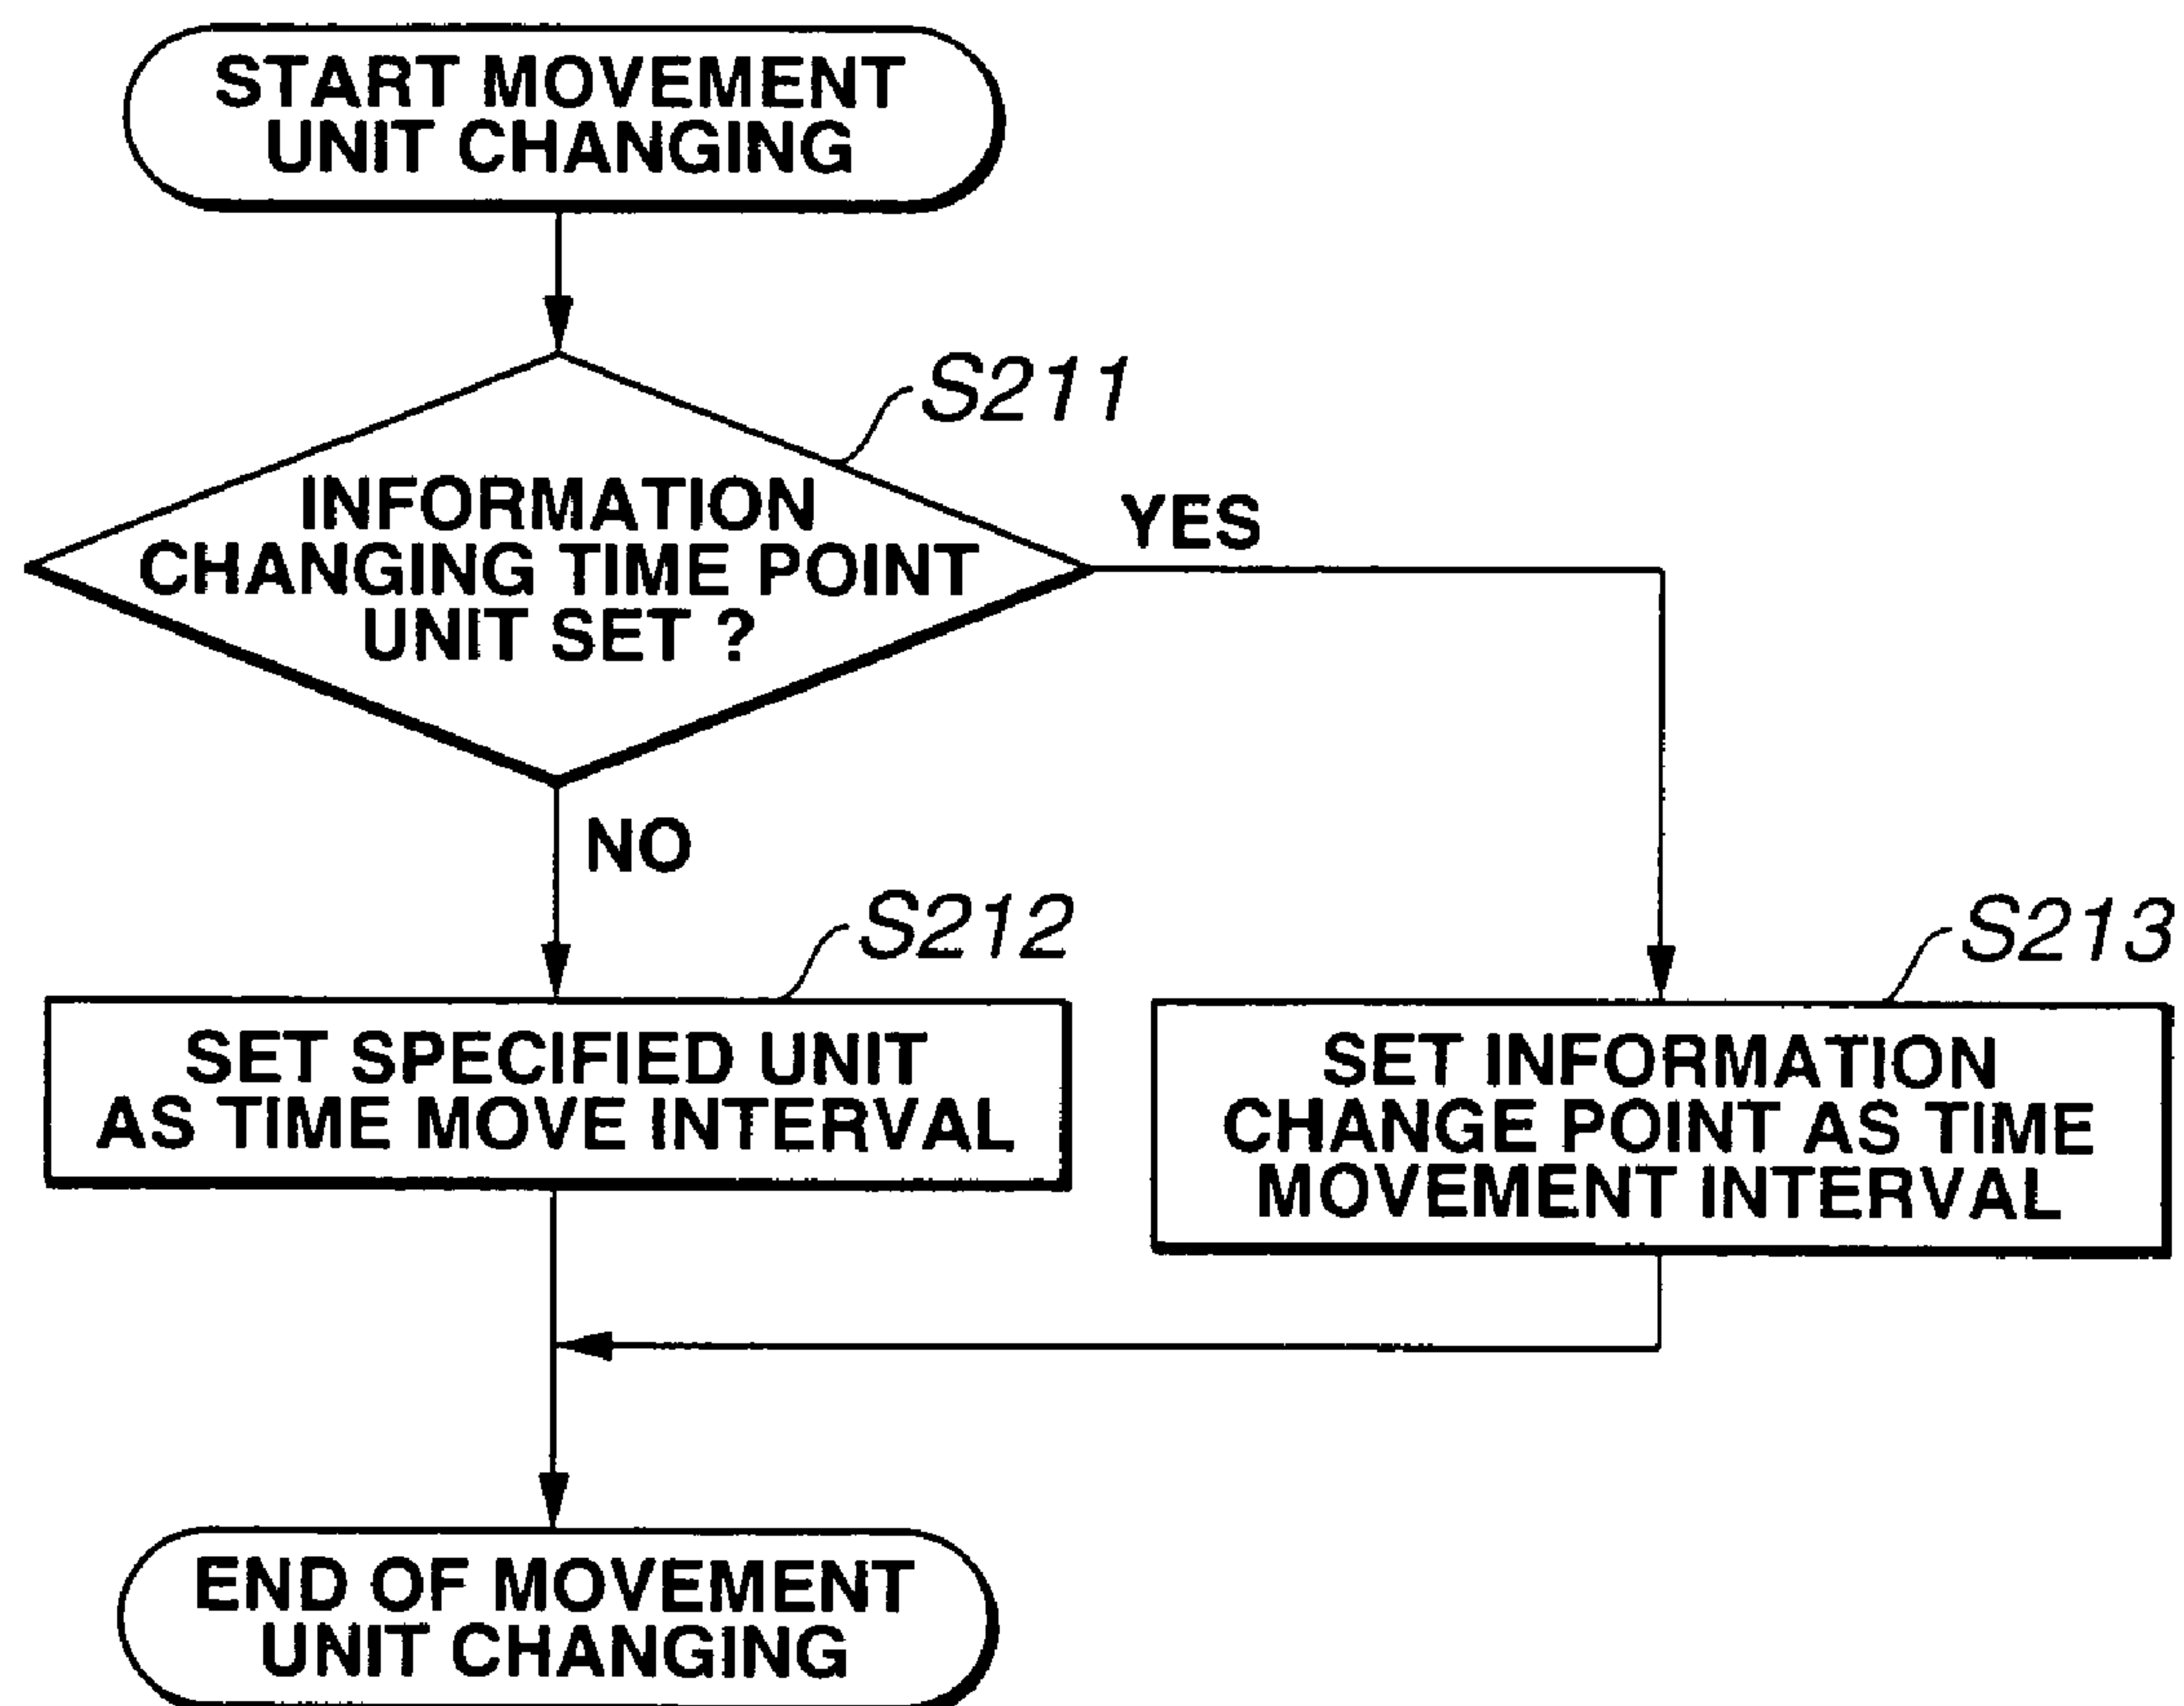 START MOVEMENT
UNIT CHANGING
S211
INFORMATION
CHANGING TIME POINT
UNIT SET ?
YES
NO
S212
SET SPECIFIED UNIT
AS TIME MOVE INTERVAL
S213
SET INFORMATION
CHANGE POINT AS TIME
MOVEMENT INTERVAL
END OF MOVEMENT
UNIT CHANGING